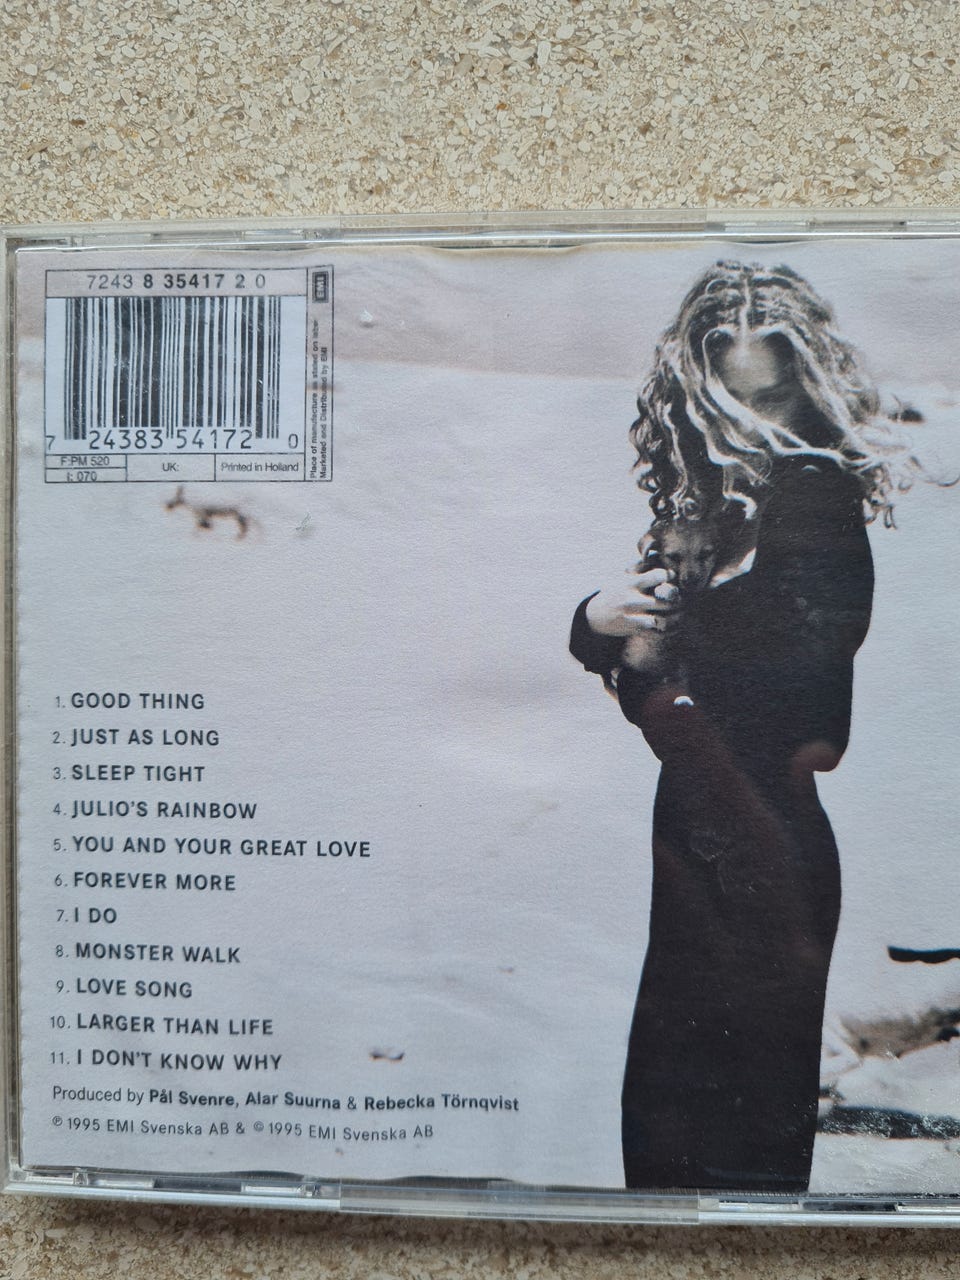 7243 8 35417 2 0
EMI
Place of manufacture as stated on label
Marketed and Distributed by EMI
7 24383 54172 0
F:PM 520
I: 070
UK:
Printed in Holland
1. GOOD THING
2. JUST AS LONG
3. SLEEP TIGHT
4. JULIO'S RAINBOW
5. YOU AND YOUR GREAT LOVE
6. FOREVER MORE
7. I DO
8. MONSTER WALK
9. LOVE SONG
10. LARGER THAN LIFE
11. I DON'T KNOW WHY
Produced by Pål Svenre, Alar Suurna & Rebecka Törnqvist
℗ 1995 EMI Svenska AB & © 1995 EMI Svenska AB